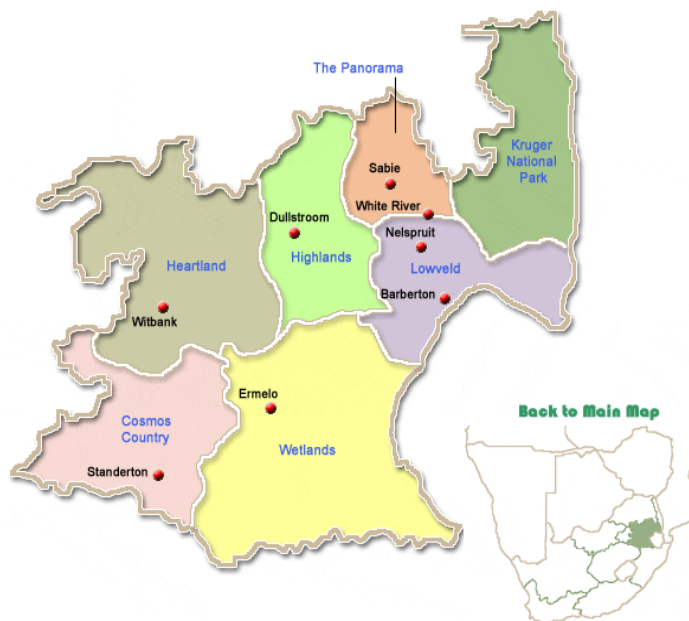 The Panorama
Kruger
National
Park
Sabie
White River
Dullstroom
Nelspruit
Highlands
Heartland
Lowveld
Barberton
Witbank
Ermelo
Cosmos
Country
Wetlands
Standerton
Back to Main Map